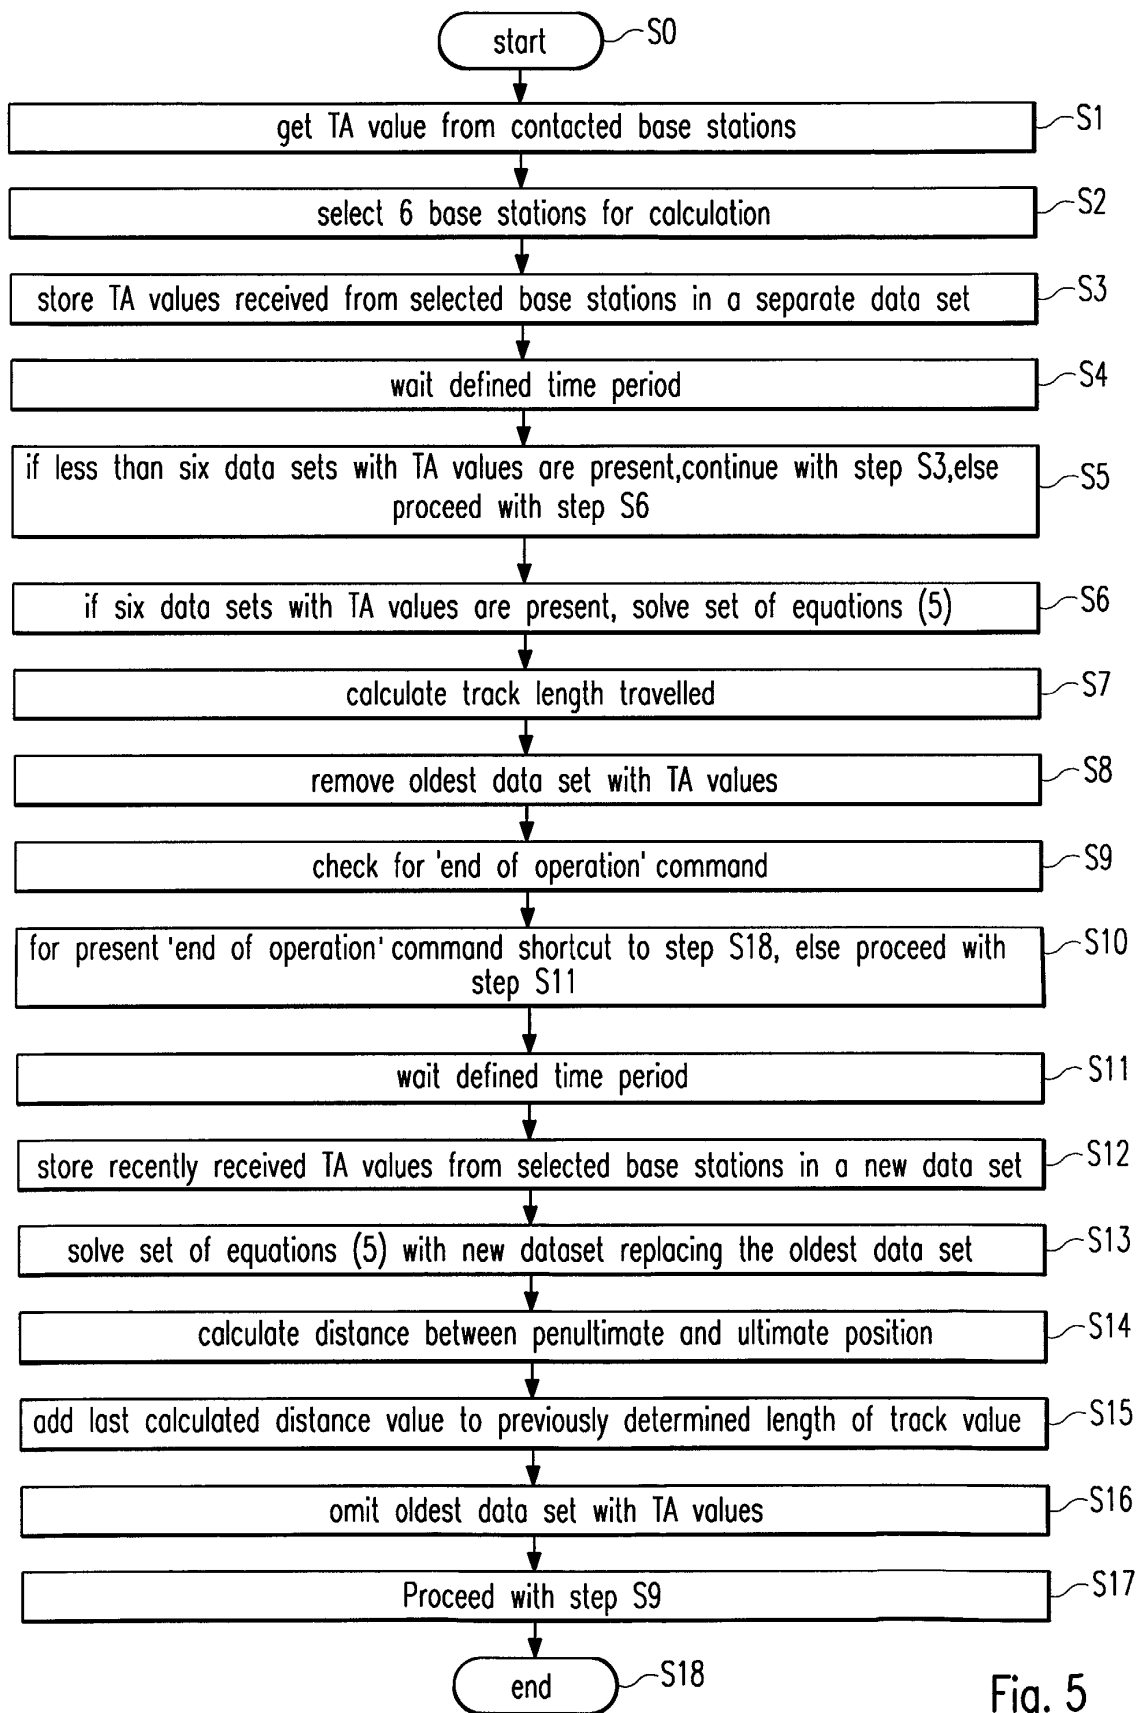 start
S0
get TA value from contacted base stations
S1
select 6 base stations for calculation
S2
store TA values received from selected base stations in a separate data set
S3
wait defined time period
S4
if less than six data sets with TA values are present,continue with step S3,else
proceed with step S6
S5
if six data sets with TA values are present, solve set of equations (5)
S6
calculate track length travelled
S7
remove oldest data set with TA values
S8
check for 'end of operation' command
S9
for present 'end of operation' command shortcut to step S18, else proceed with
step S11
S10
wait defined time period
S11
store recently received TA values from selected base stations in a new data set
S12
solve set of equations (5) with new dataset replacing the oldest data set
S13
calculate distance between penultimate and ultimate position
S14
add last calculated distance value to previously determined length of track value
S15
omit oldest data set with TA values
S16
Proceed with step S9
S17
end
S18
Fig. 5